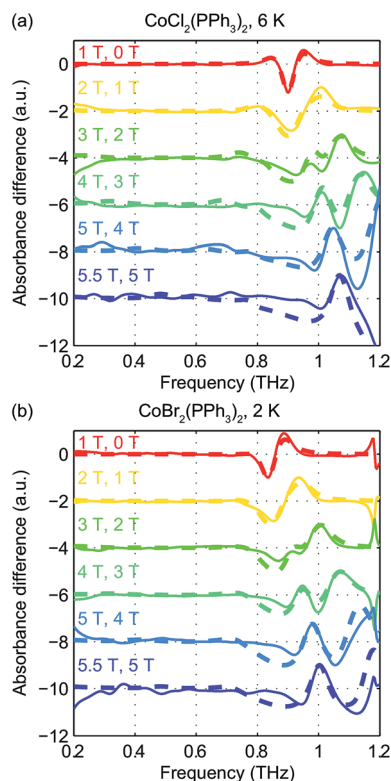 (a) CoCl₂(PPh₃)₂, 6 K
Absorbance difference (a.u.)
0
−2
−4
−6
−8
−10
−12
1 T, 0 T
2 T, 1 T
3 T, 2 T
4 T, 3 T
5 T, 4 T
5.5 T, 5 T
0.2 0.4 0.6 0.8 1 1.2
Frequency (THz)
(b) CoBr₂(PPh₃)₂, 2 K
Absorbance difference (a.u.)
0
−2
−4
−6
−8
−10
−12
1 T, 0 T
2 T, 1 T
3 T, 2 T
4 T, 3 T
5 T, 4 T
5.5 T, 5 T
0.2 0.4 0.6 0.8 1 1.2
Frequency (THz)